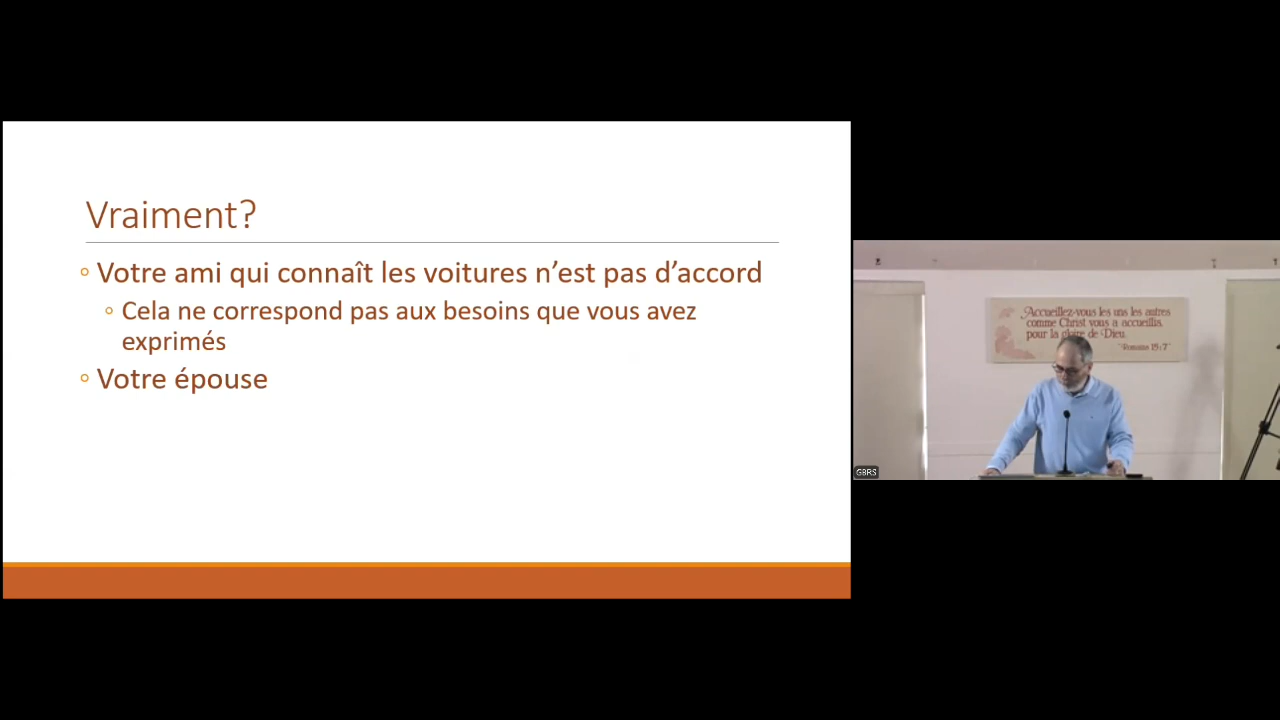 Vraiment?
◦ Votre ami qui connaît les voitures n’est pas d’accord
◦ Cela ne correspond pas aux besoins que vous avez
exprimés
◦ Votre épouse
Accueillez-vous les uns les autres
comme Christ vous a accueillis,
pour la gloire de Dieu.
Romains 15:7
GBRS